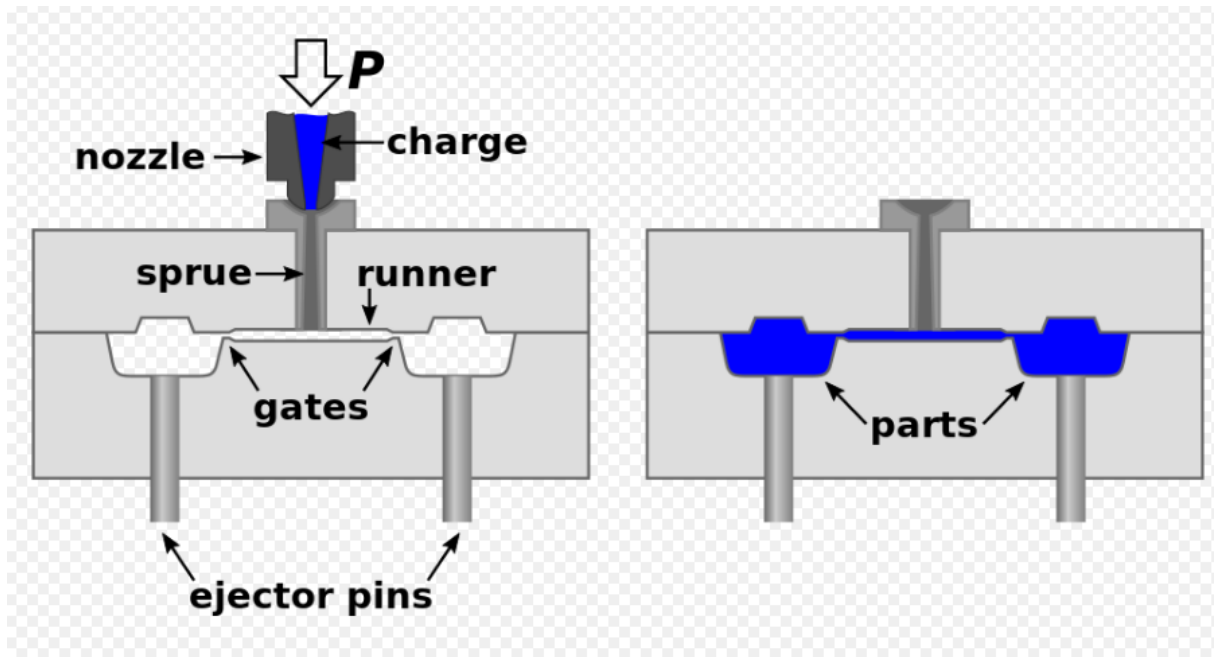 P
charge
nozzle
sprue
runner
gates
parts
ejector pins